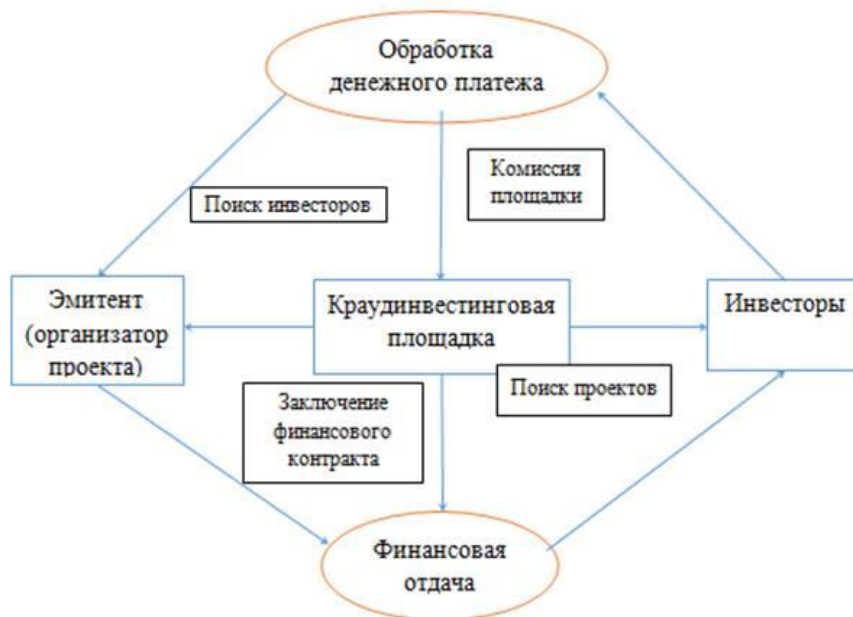 Обработка
денежного платежа
Комиссия
площадки
Поиск инвесторов
Эмитент
(организатор
проекта)
Краудинвестинговая
площадка
Инвесторы
Поиск проектов
Заключение
финансового
контракта
Финансовая
отдача